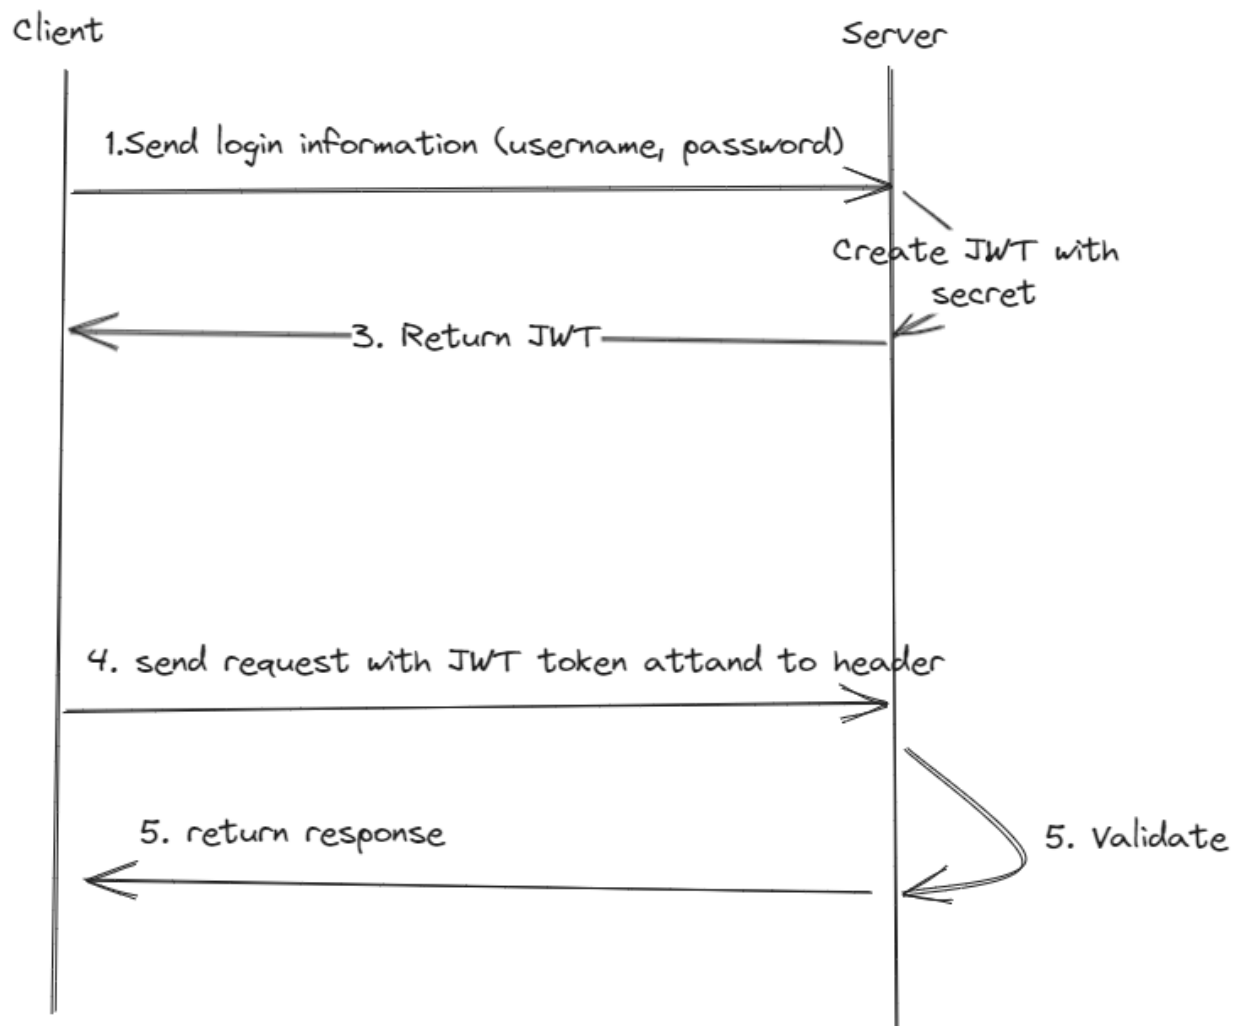 Client
Server
1.Send login information (username, password)
Create JWT with
secret
3. Return JWT
4. send request with JWT token attand to header
5. return response
5. Validate